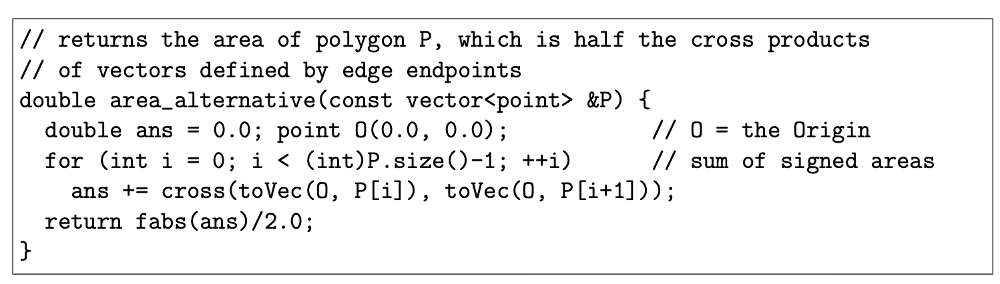 // returns the area of polygon P, which is half the cross products
// of vectors defined by edge endpoints
double area_alternative(const vector<point> &P) {
  double ans = 0.0; point O(0.0, 0.0);           // O = the Origin
  for (int i = 0; i < (int)P.size()-1; ++i)      // sum of signed areas
    ans += cross(toVec(O, P[i]), toVec(O, P[i+1]));
  return fabs(ans)/2.0;
}